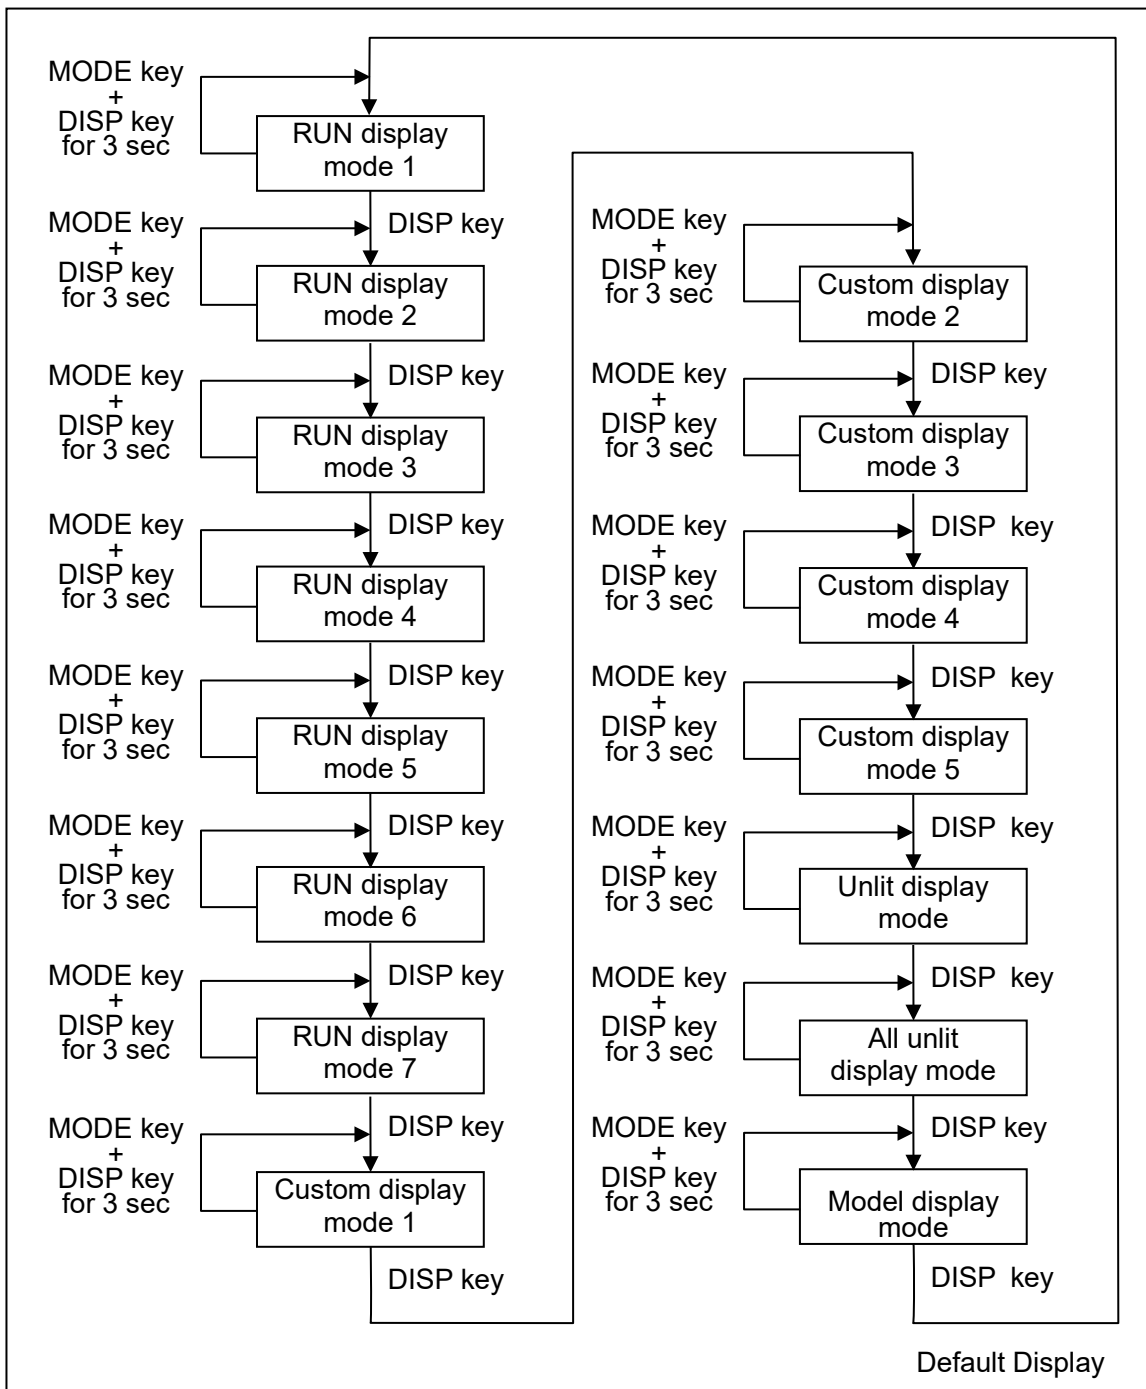 MODE key
+
DISP key
for 3 sec
RUN display
mode 1
DISP key
MODE key
+
DISP key
for 3 sec
RUN display
mode 2
DISP key
MODE key
+
DISP key
for 3 sec
RUN display
mode 3
DISP key
MODE key
+
DISP key
for 3 sec
RUN display
mode 4
DISP key
MODE key
+
DISP key
for 3 sec
RUN display
mode 5
DISP key
MODE key
+
DISP key
for 3 sec
RUN display
mode 6
DISP key
MODE key
+
DISP key
for 3 sec
RUN display
mode 7
DISP key
MODE key
+
DISP key
for 3 sec
Custom display
mode 1
DISP key
MODE key
+
DISP key
for 3 sec
Custom display
mode 2
DISP key
MODE key
+
DISP key
for 3 sec
Custom display
mode 3
DISP key
MODE key
+
DISP key
for 3 sec
Custom display
mode 4
DISP key
MODE key
+
DISP key
for 3 sec
Custom display
mode 5
DISP key
MODE key
+
DISP key
for 3 sec
Unlit display
mode
DISP key
MODE key
+
DISP key
for 3 sec
All unlit
display mode
DISP key
MODE key
+
DISP key
for 3 sec
Model display
mode
DISP key
Default Display